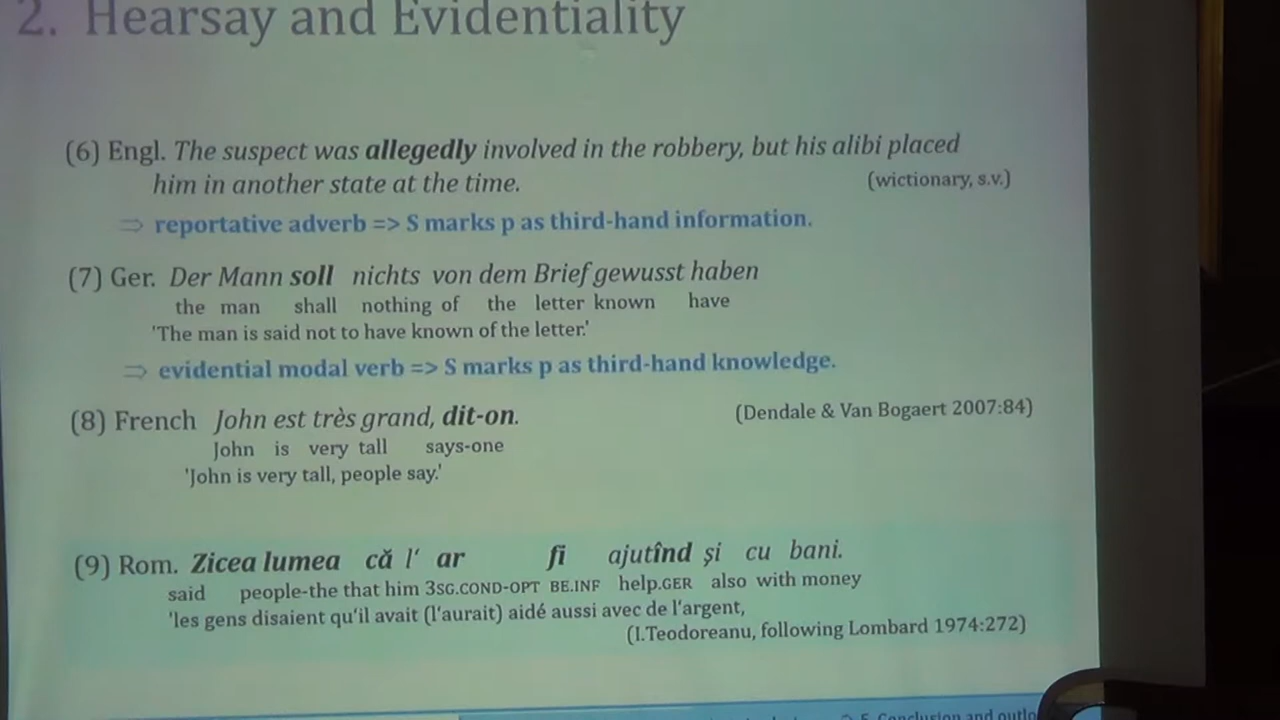 2. Hearsay and Evidentiality
(6) Engl. The suspect was allegedly involved in the robbery, but his alibi placed
him in another state at the time. (wictionary, s.v.)
⇒ reportative adverb => S marks p as third-hand information.
(7) Ger. Der Mann soll nichts von dem Brief gewusst haben
the man shall nothing of the letter known have
'The man is said not to have known of the letter.'
⇒ evidential modal verb => S marks p as third-hand knowledge.
(8) French John est très grand, dit-on. (Dendale & Van Bogaert 2007:84)
John is very tall says-one
'John is very tall, people say.'
(9) Rom. Zicea lumea că l' ar fi ajutînd şi cu bani.
said people-the that him 3SG.COND-OPT BE.INF help.GER also with money
'les gens disaient qu'il avait (l'aurait) aidé aussi avec de l'argent,
(I.Teodoreanu, following Lombard 1974:272)
5. Conclusion and outlo